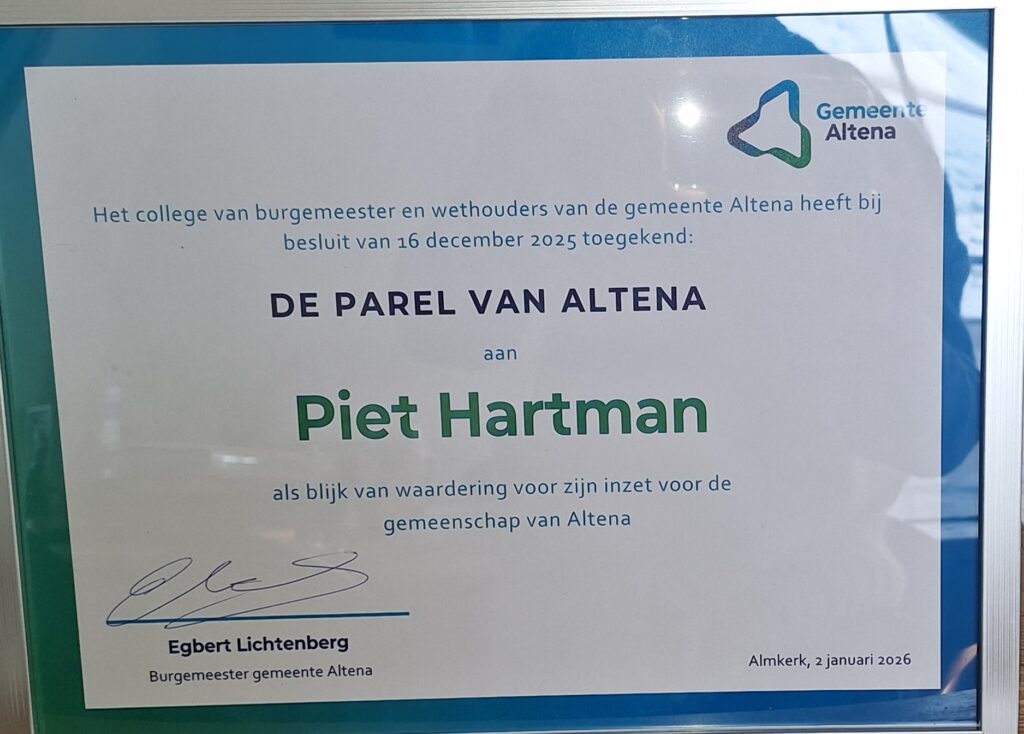 Gemeente
Altena
Het college van burgemeester en wethouders van de gemeente Altena heeft bij
besluit van 16 december 2025 toegekend:
DE PAREL VAN ALTENA
aan
Piet Hartman
als blijk van waardering voor zijn inzet voor de
gemeenschap van Altena
Egbert Lichtenberg
Burgemeester gemeente Altena
Almkerk, 2 januari 2026